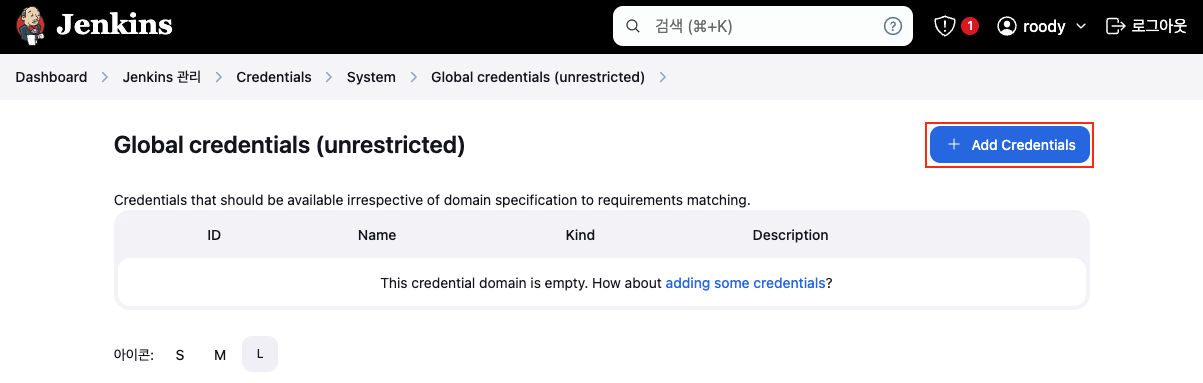 Jenkins 검색 (⌘+K) ? 1 roody 로그아웃
Dashboard Jenkins 관리 Credentials System Global credentials (unrestricted)
Global credentials (unrestricted) + Add Credentials
Credentials that should be available irrespective of domain specification to requirements matching.
ID Name Kind Description
This credential domain is empty. How about adding some credentials?
아이콘: S M L